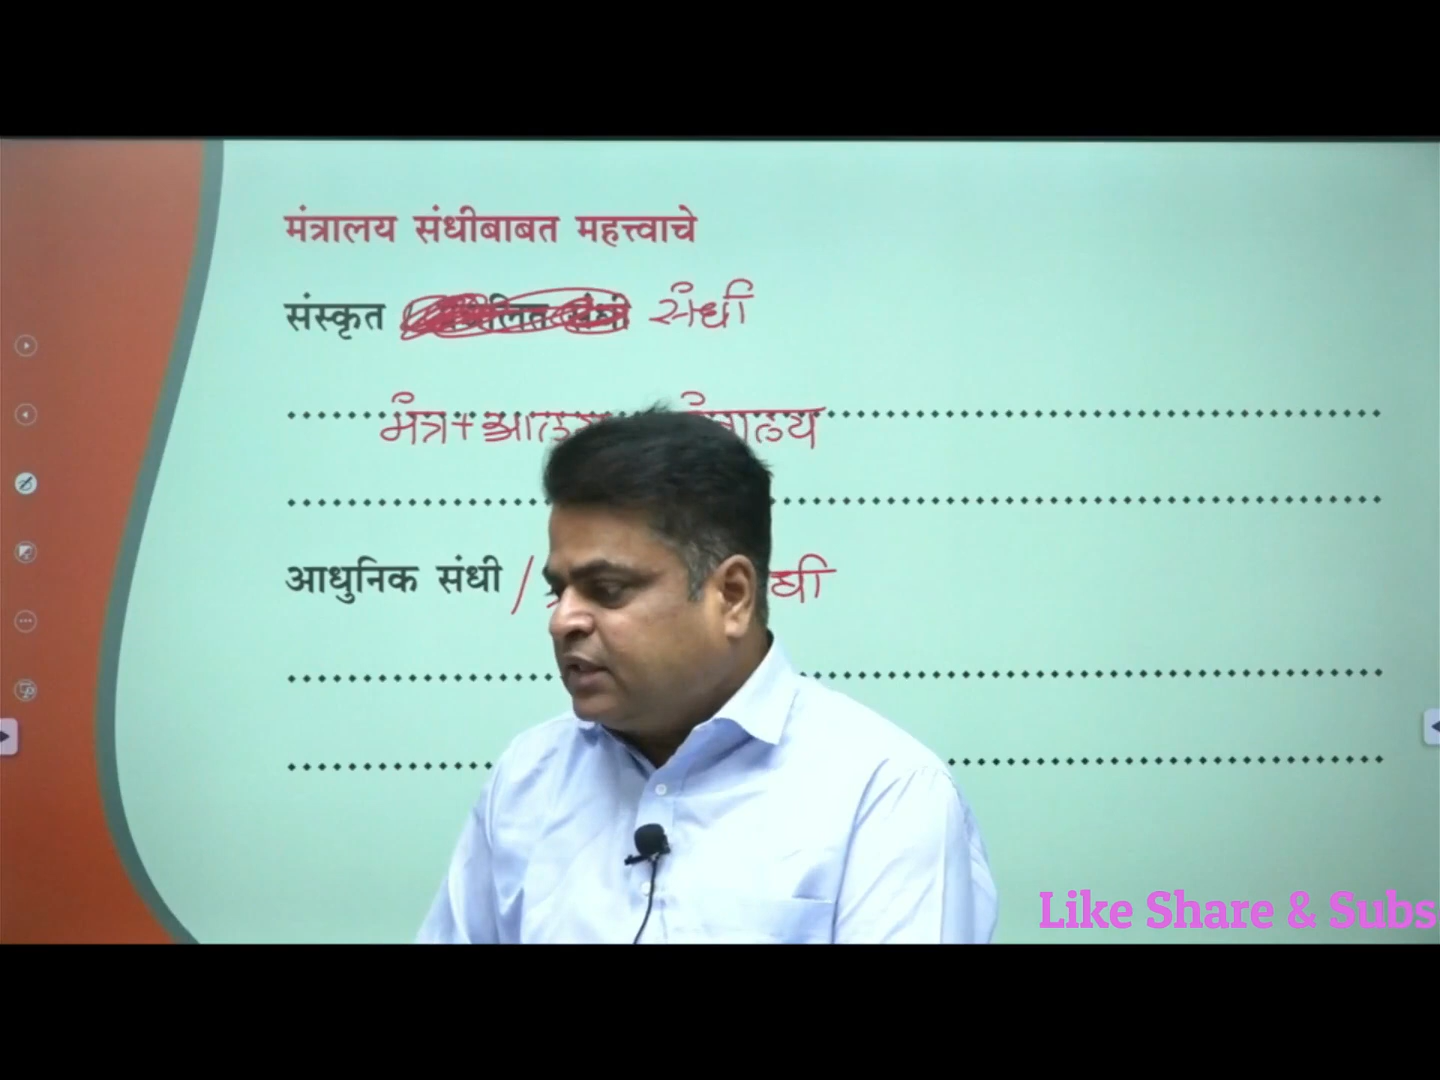 मंत्रालय संधीबाबत महत्त्वाचे
संस्कृत संधी
मंत्र + आलय
आधुनिक संधी /
Like Share & Subs